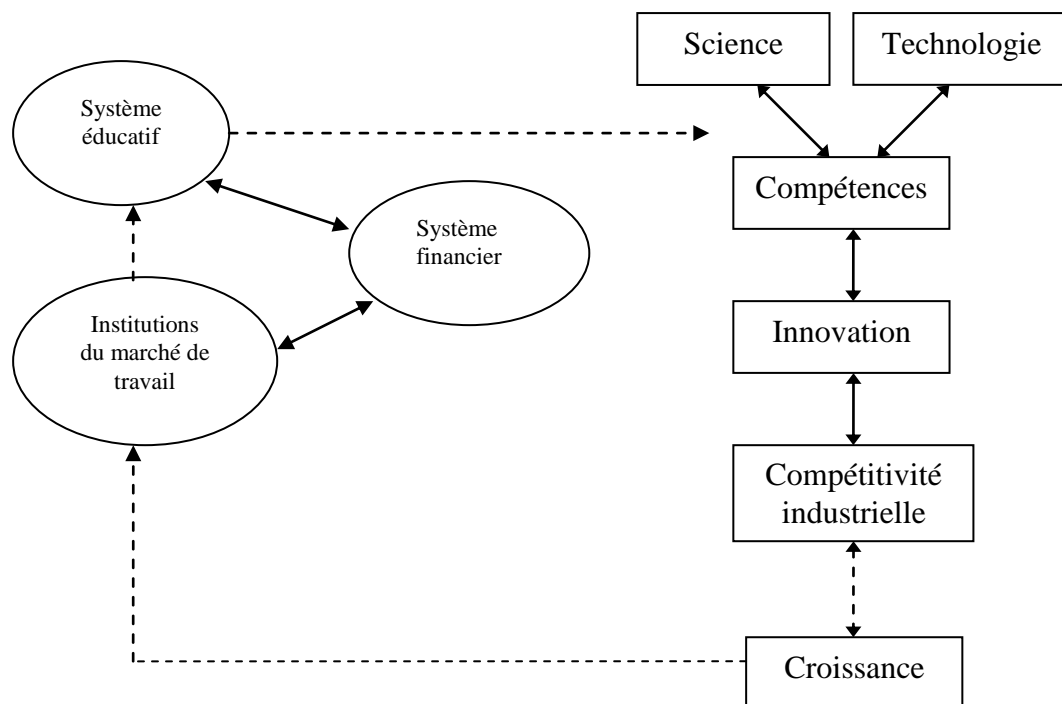 Science
Technologie
Système
éducatif
Compétences
Système
financier
Institutions
du marché de
travail
Innovation
Compétitivité
industrielle
Croissance